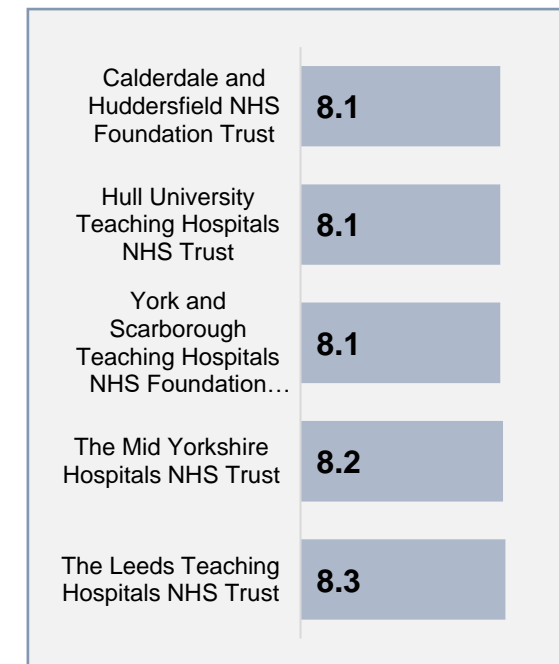 Calderdale and
Huddersfield NHS
Foundation Trust
8.1
Hull University
Teaching Hospitals
NHS Trust
8.1
York and
Scarborough
Teaching Hospitals
NHS Foundation…
8.1
The Mid Yorkshire
Hospitals NHS Trust
8.2
The Leeds Teaching
Hospitals NHS Trust
8.3